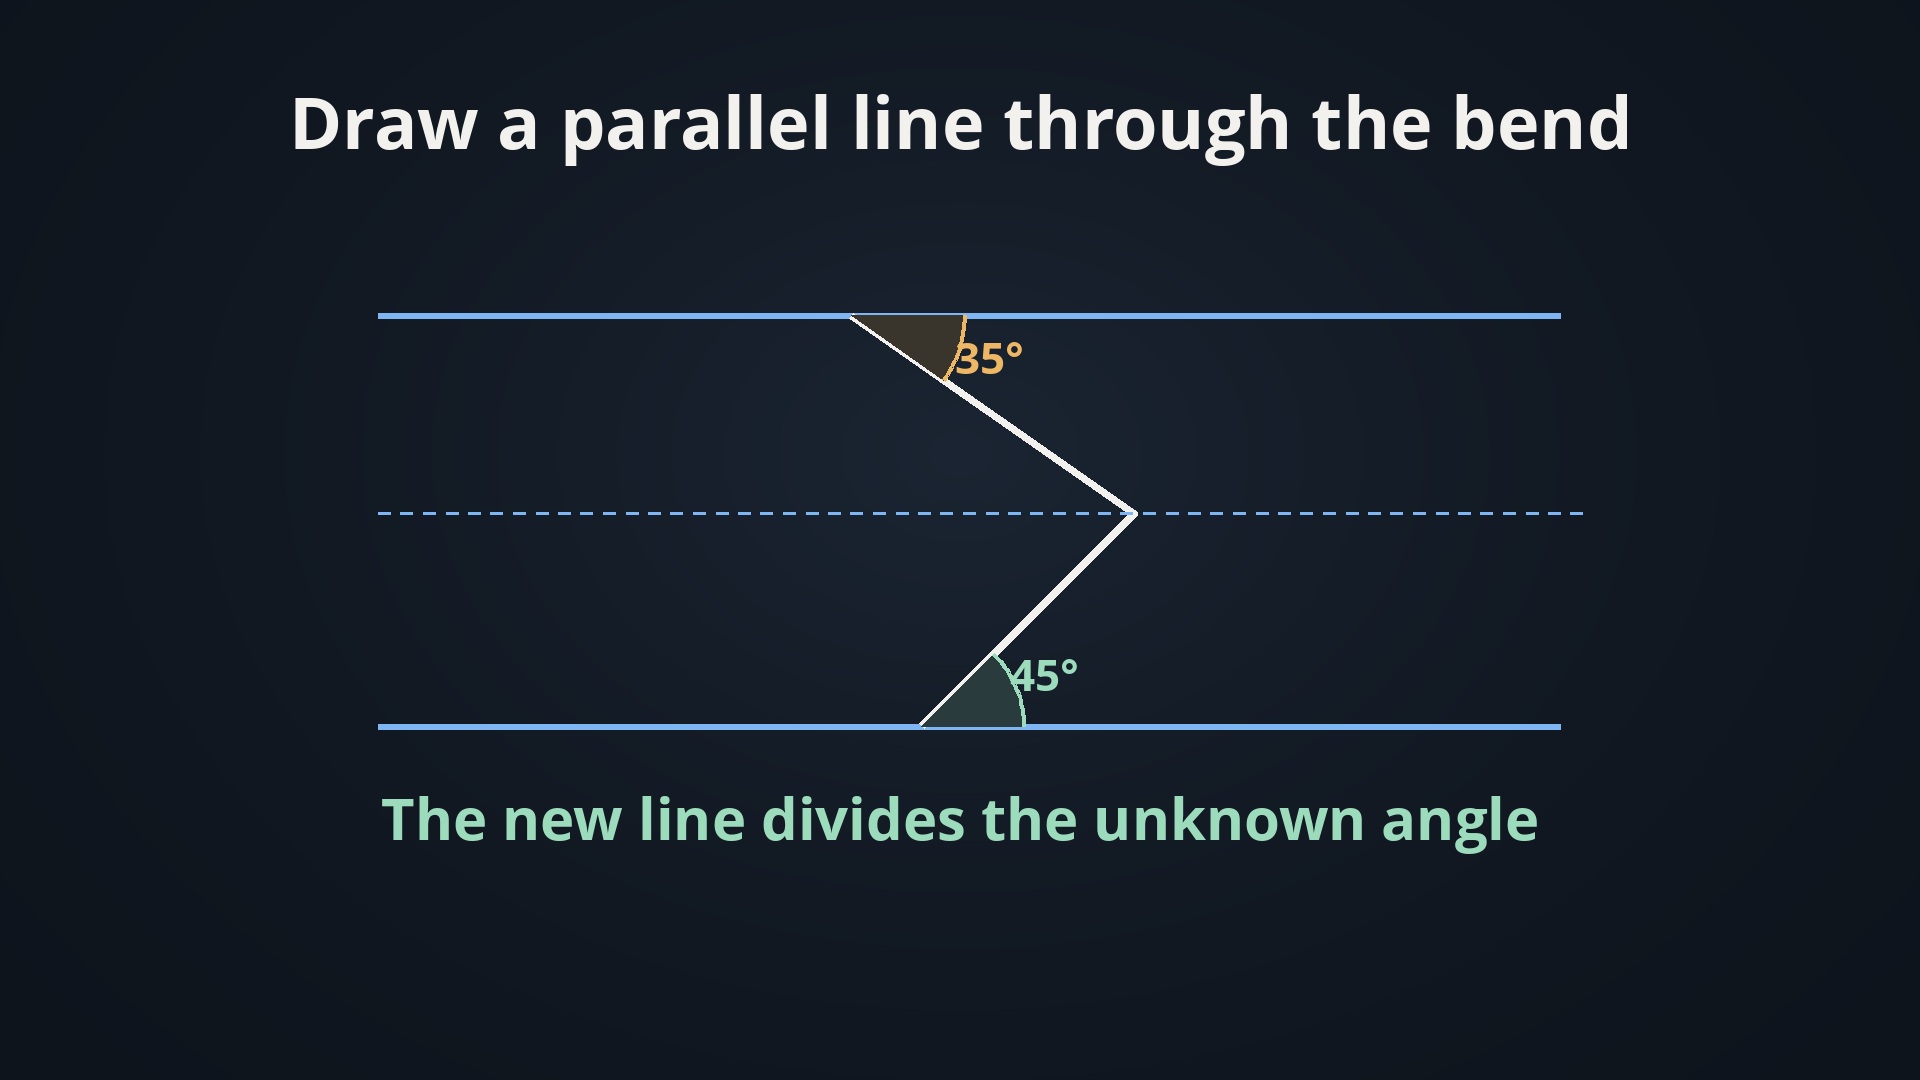 Draw a parallel line through the bend
35°
45°
The new line divides the unknown angle